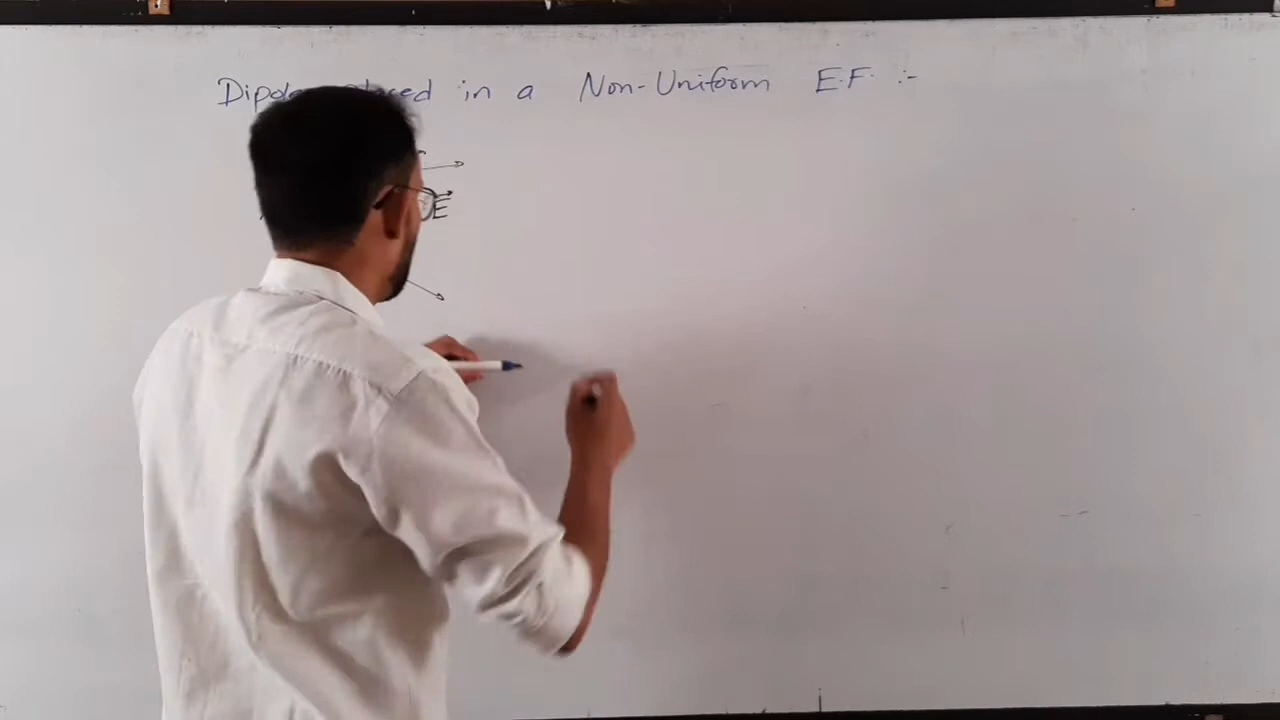 Dipole placed in a Non-Uniform E.F. :-
E